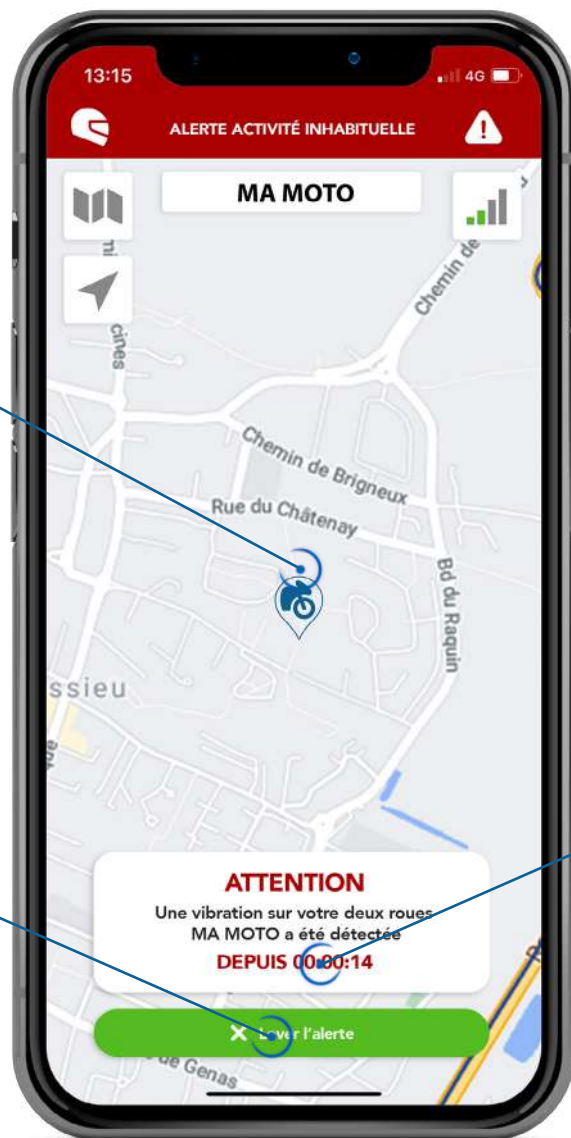 13:15
4G
ALERTE ACTIVITÉ INHABITUELLE
MA MOTO
Chemin de
cines
Chemin de Brigneux
Rue du Châtenay
Bd du Raquin
ssieu
ATTENTION
Une vibration sur votre deux roues
MA MOTO a été détectée
DEPUIS 00:00:14
Lever l'alerte
de Genas